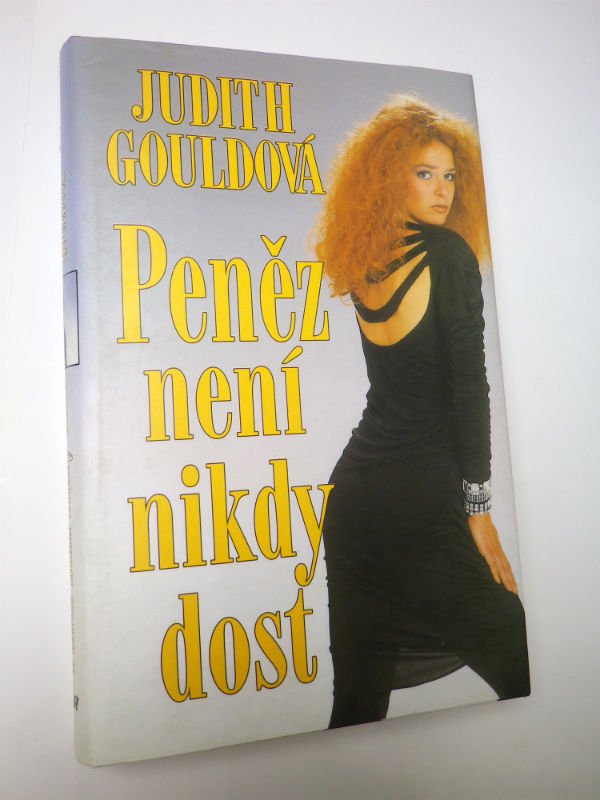 JUDITH
GOULDOVÁ
Peněz
není
nikdy
dost